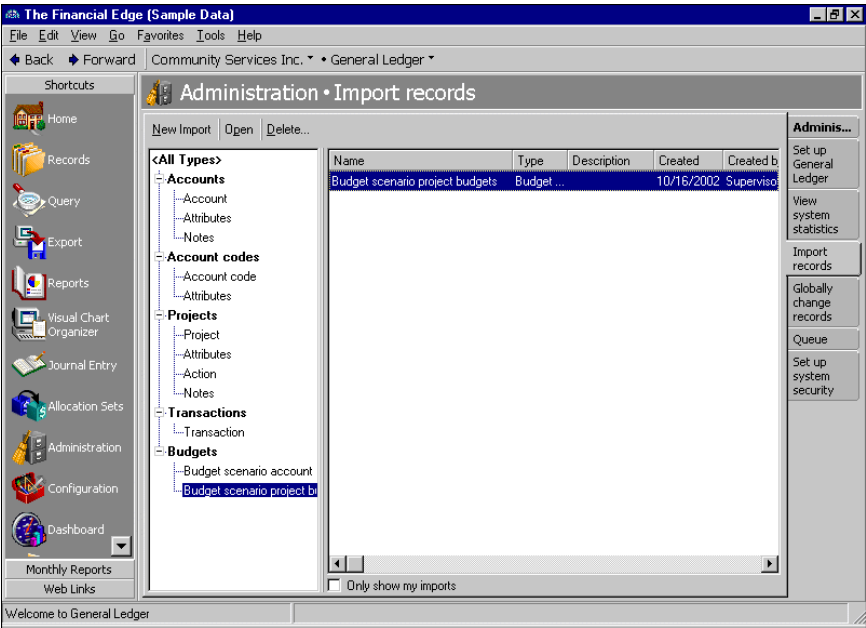 The Financial Edge (Sample Data)
File Edit View Go Favorites Tools Help
Back Forward Community Services Inc. • General Ledger
Shortcuts
Home
Records
Query
Export
Reports
Visual Chart
Organizer
Journal Entry
Allocation Sets
Administration
Configuration
Dashboard
Monthly Reports
Web Links
Administration • Import records
New Import Open Delete...
<All Types>
Accounts
Account
Attributes
Notes
Account codes
Account code
Attributes
Projects
Project
Attributes
Action
Notes
Transactions
Transaction
Budgets
Budget scenario account
Budget scenario project bu
Name Type Description Created Created b
Budget scenario project budgets Budget ... 10/16/2002 Superviso
Only show my imports
Adminis...
Set up
General
Ledger
View
system
statistics
Import
records
Globally
change
records
Queue
Set up
system
security
Welcome to General Ledger